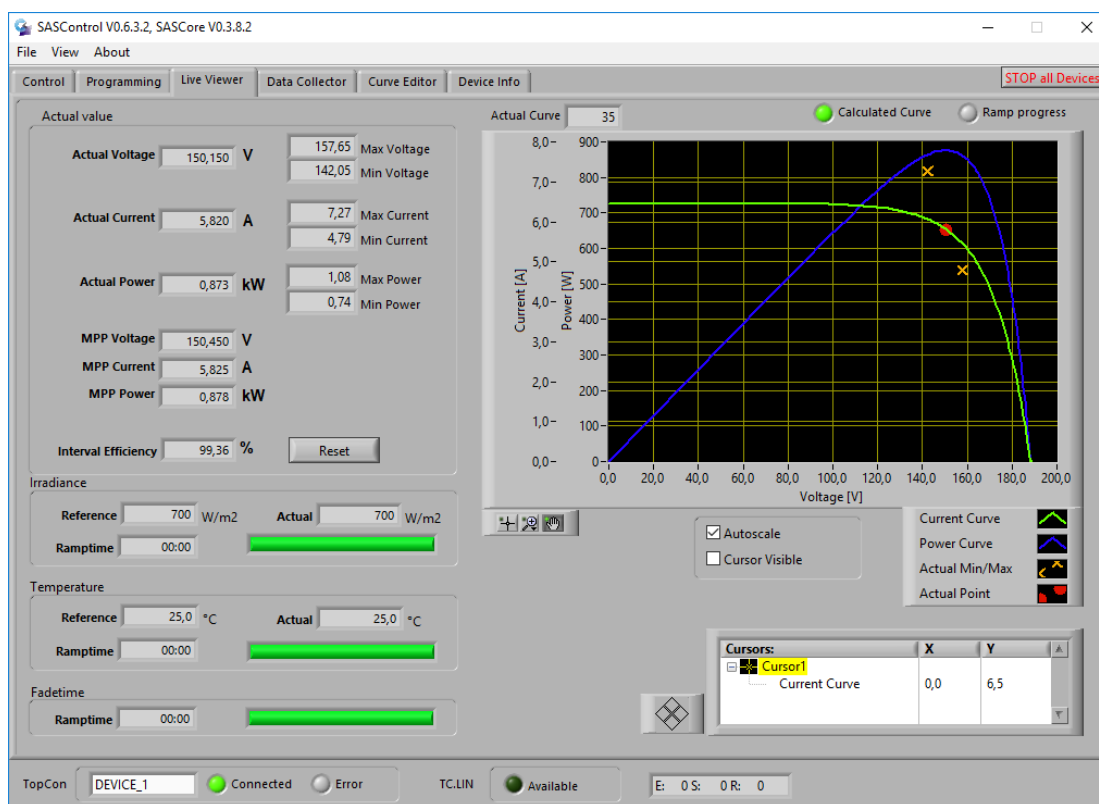 SASControl V0.6.3.2, SASCore V0.3.8.2
File View About
Control Programming Live Viewer Data Collector Curve Editor Device Info STOP all Devices
Actual value
Actual Voltage 150,150 V 157,65 Max Voltage
142,05 Min Voltage
Actual Current 5,820 A 7,27 Max Current
4,79 Min Current
Actual Power 0,873 kW 1,08 Max Power
0,74 Min Power
MPP Voltage 150,450 V
MPP Current 5,825 A
MPP Power 0,878 kW
Interval Efficiency 99,36 % Reset
Irradiance
Reference 700 W/m2 Actual 700 W/m2
Ramptime 00:00
Temperature
Reference 25,0 °C Actual 25,0 °C
Ramptime 00:00
Fadetime
Ramptime 00:00
Actual Curve 35 Calculated Curve Ramp progress
Current [A]
8,0
7,0
6,0
5,0
4,0
3,0
2,0
1,0
0,0
Power [W]
900
800
700
600
500
400
300
200
100
0
0,0 20,0 40,0 60,0 80,0 100,0 120,0 140,0 160,0 180,0 200,0
Voltage [V]
Autoscale
Cursor Visible
Current Curve
Power Curve
Actual Min/Max
Actual Point
Cursors: X Y
Cursor1
Current Curve 0,0 6,5
TopCon DEVICE_1 Connected Error TC.LIN Available E: 0 S: 0 R: 0